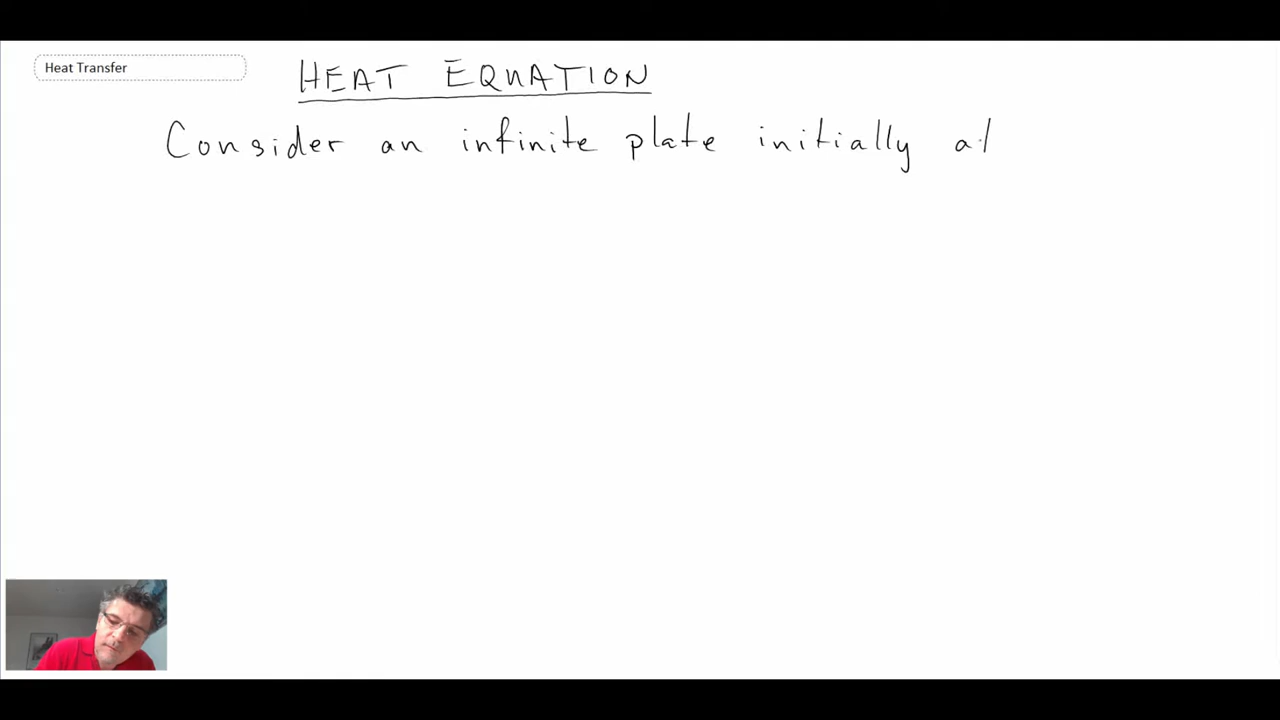 Heat Transfer
HEAT EQUATION
Consider an infinite plate initially at